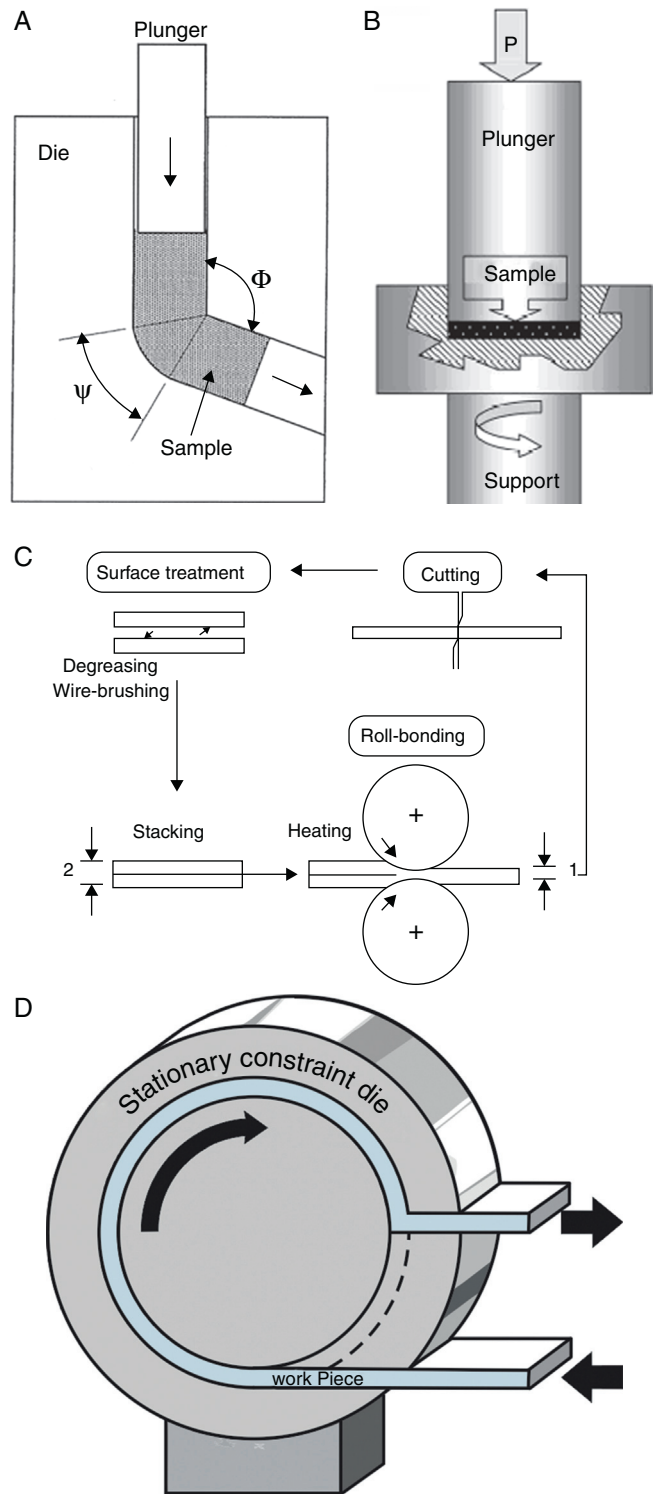 A
Plunger
Die
Φ
ψ
Sample
B
P
Plunger
Sample
Support
C
Surface treatment
Cutting
Degreasing
Wire-brushing
Roll-bonding
Stacking
Heating
2
1
+
+
D
Stationary constraint die
work Piece